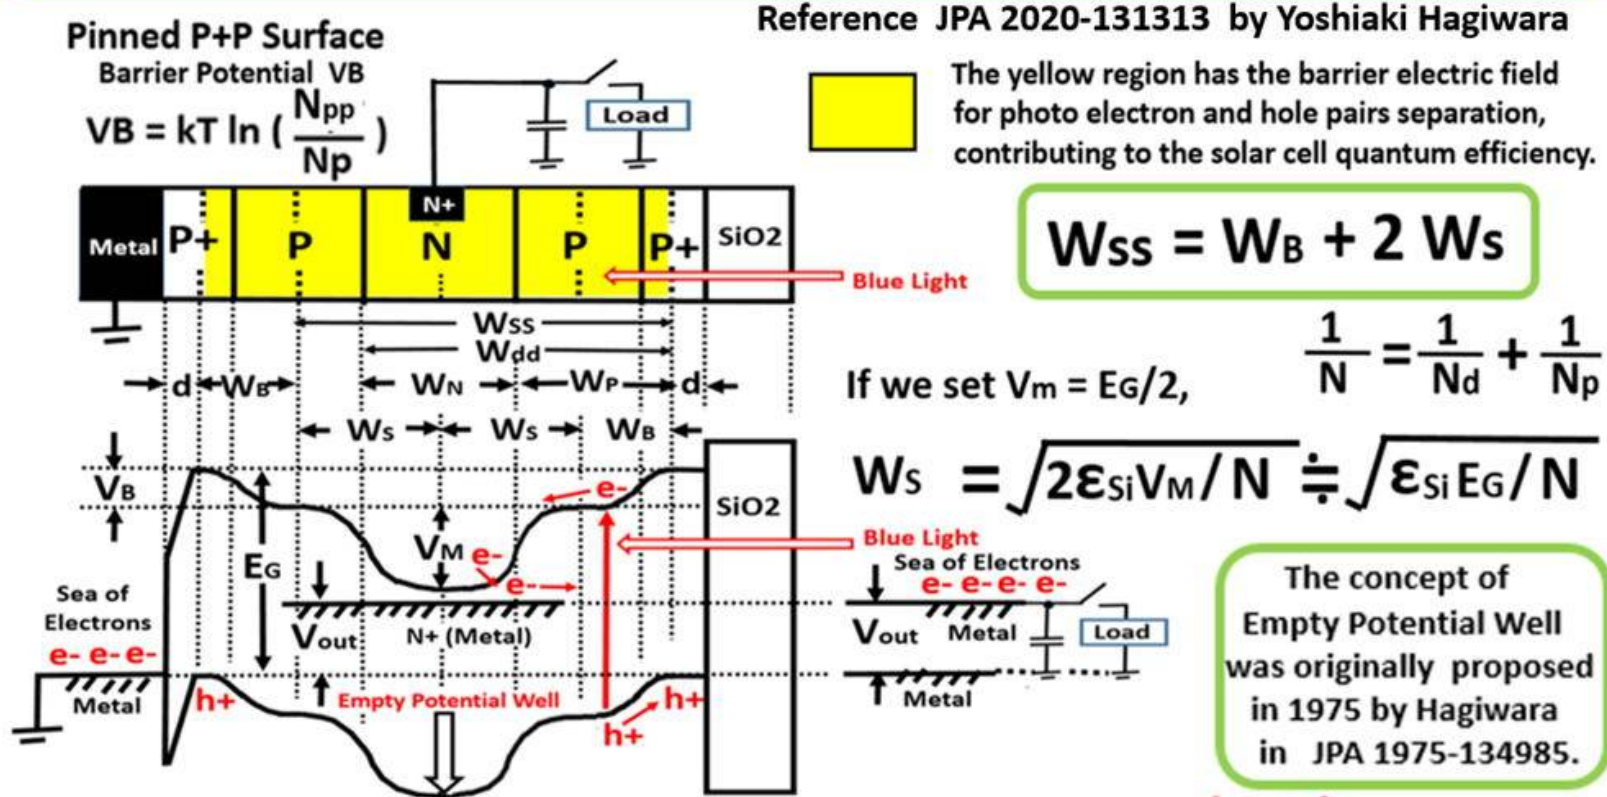 Reference JPA 2020-131313 by Yoshiaki Hagiwara
Pinned P+P Surface
Barrier Potential VB
VB = kT ln ( Npp / Np )
Load
The yellow region has the barrier electric field
for photo electron and hole pairs separation,
contributing to the solar cell quantum efficiency.
Metal P+ P N+ N P P+ SiO2
Blue Light
Wss = WB + 2 Ws
Wss
Wdd
d WB WN WP d
Ws Ws WB
If we set Vm = EG/2,
1/N = 1/Nd + 1/Np
WS = √2εSiVM/N ≒ √εSiEG/N
VB
EG
VM
e-
e-
e-
SiO2
Blue Light
Sea of
Electrons
e- e- e-
Metal
Vout
N+ (Metal)
h+
Empty Potential Well
h+
h+
Sea of Electrons
e- e- e- e-
Vout
Metal
Load
Metal
The concept of
Empty Potential Well
was originally proposed
in 1975 by Hagiwara
in JPA 1975-134985.